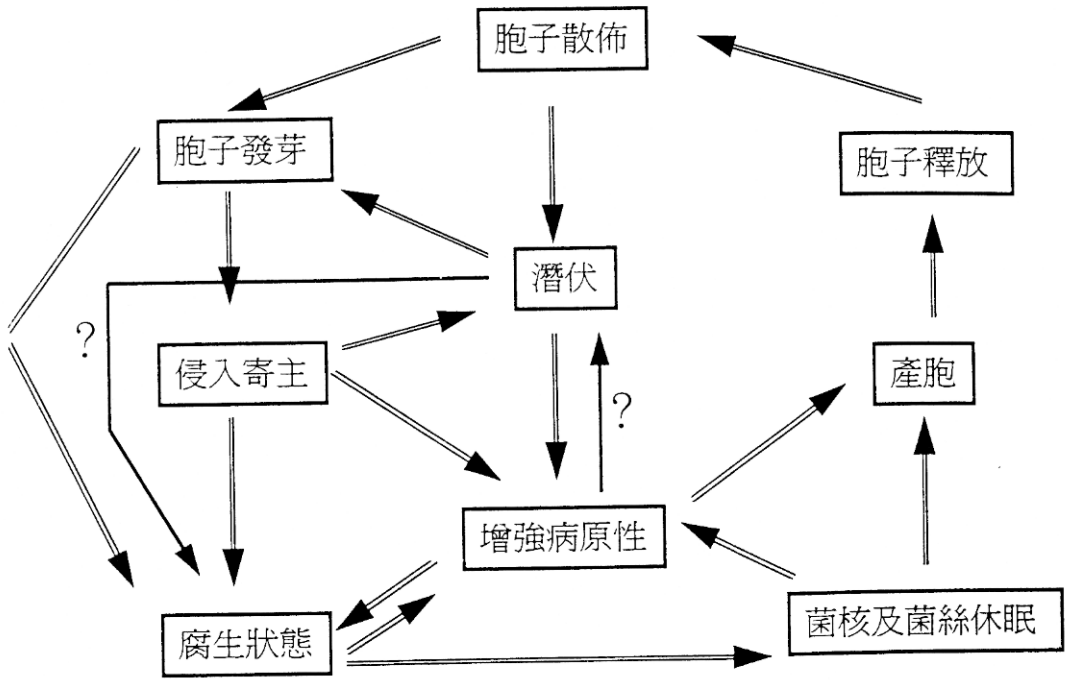 胞子散佈
胞子發芽
胞子釋放
潛伏
?
侵入寄主
產胞
?
增強病原性
菌核及菌絲休眠
腐生狀態